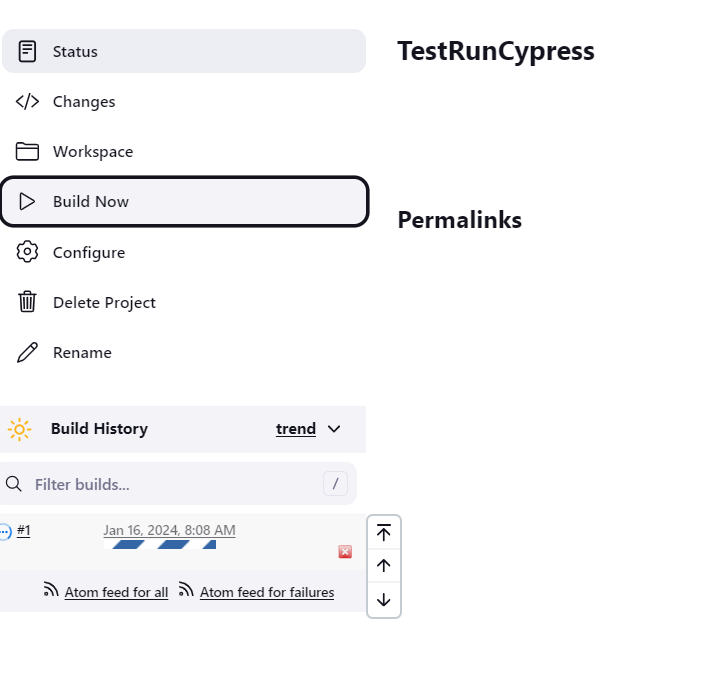 Status
TestRunCypress
Changes
Workspace
Build Now
Permalinks
Configure
Delete Project
Rename
Build History
trend
Filter builds...
/
#1
Jan 16, 2024, 8:08 AM
Atom feed for all
Atom feed for failures